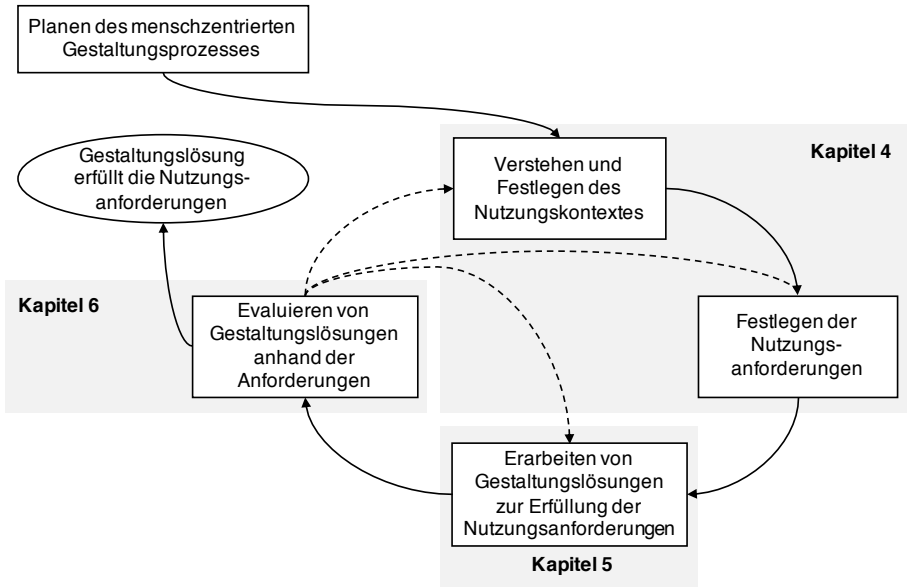 Planen des menschzentrierten
Gestaltungsprozesses
Gestaltungslösung
erfüllt die Nutzungs-
anforderungen
Verstehen und
Festlegen des
Nutzungskontextes
Kapitel 4
Kapitel 6
Evaluieren von
Gestaltungslösungen
anhand der
Anforderungen
Festlegen der
Nutzungs-
anforderungen
Erarbeiten von
Gestaltungslösungen
zur Erfüllung der
Nutzungsanforderungen
Kapitel 5